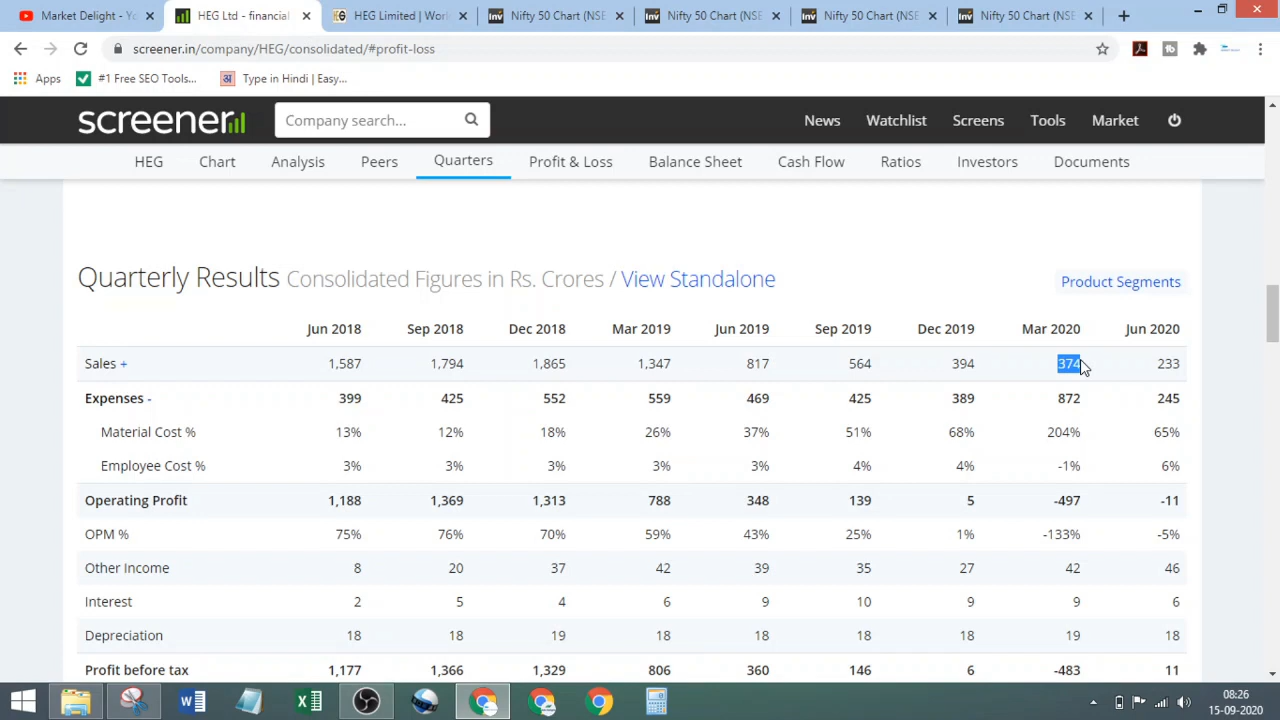 Market Delight - Yo
HEG Ltd - financial
HEG Limited | Worl
Nifty 50 Chart (NSE
Nifty 50 Chart (NSE
Nifty 50 Chart (NSE
Nifty 50 Chart (NSE
screener.in/company/HEG/consolidated/#profit-loss
Apps #1 Free SEO Tools... अ Type in Hindi | Easy...
screener Company search... News Watchlist Screens Tools Market
HEG Chart Analysis Peers Quarters Profit & Loss Balance Sheet Cash Flow Ratios Investors Documents
Quarterly Results Consolidated Figures in Rs. Crores / View Standalone Product Segments
Jun 2018 Sep 2018 Dec 2018 Mar 2019 Jun 2019 Sep 2019 Dec 2019 Mar 2020 Jun 2020
Sales + 1,587 1,794 1,865 1,347 817 564 394 374 233
Expenses - 399 425 552 559 469 425 389 872 245
Material Cost % 13% 12% 18% 26% 37% 51% 68% 204% 65%
Employee Cost % 3% 3% 3% 3% 3% 4% 4% -1% 6%
Operating Profit 1,188 1,369 1,313 788 348 139 5 -497 -11
OPM % 75% 76% 70% 59% 43% 25% 1% -133% -5%
Other Income 8 20 37 42 39 35 27 42 46
Interest 2 5 4 6 9 10 9 9 6
Depreciation 18 18 19 18 18 18 18 19 18
Profit before tax 1,177 1,366 1,329 806 360 146 6 -483 11
08:26
15-09-2020